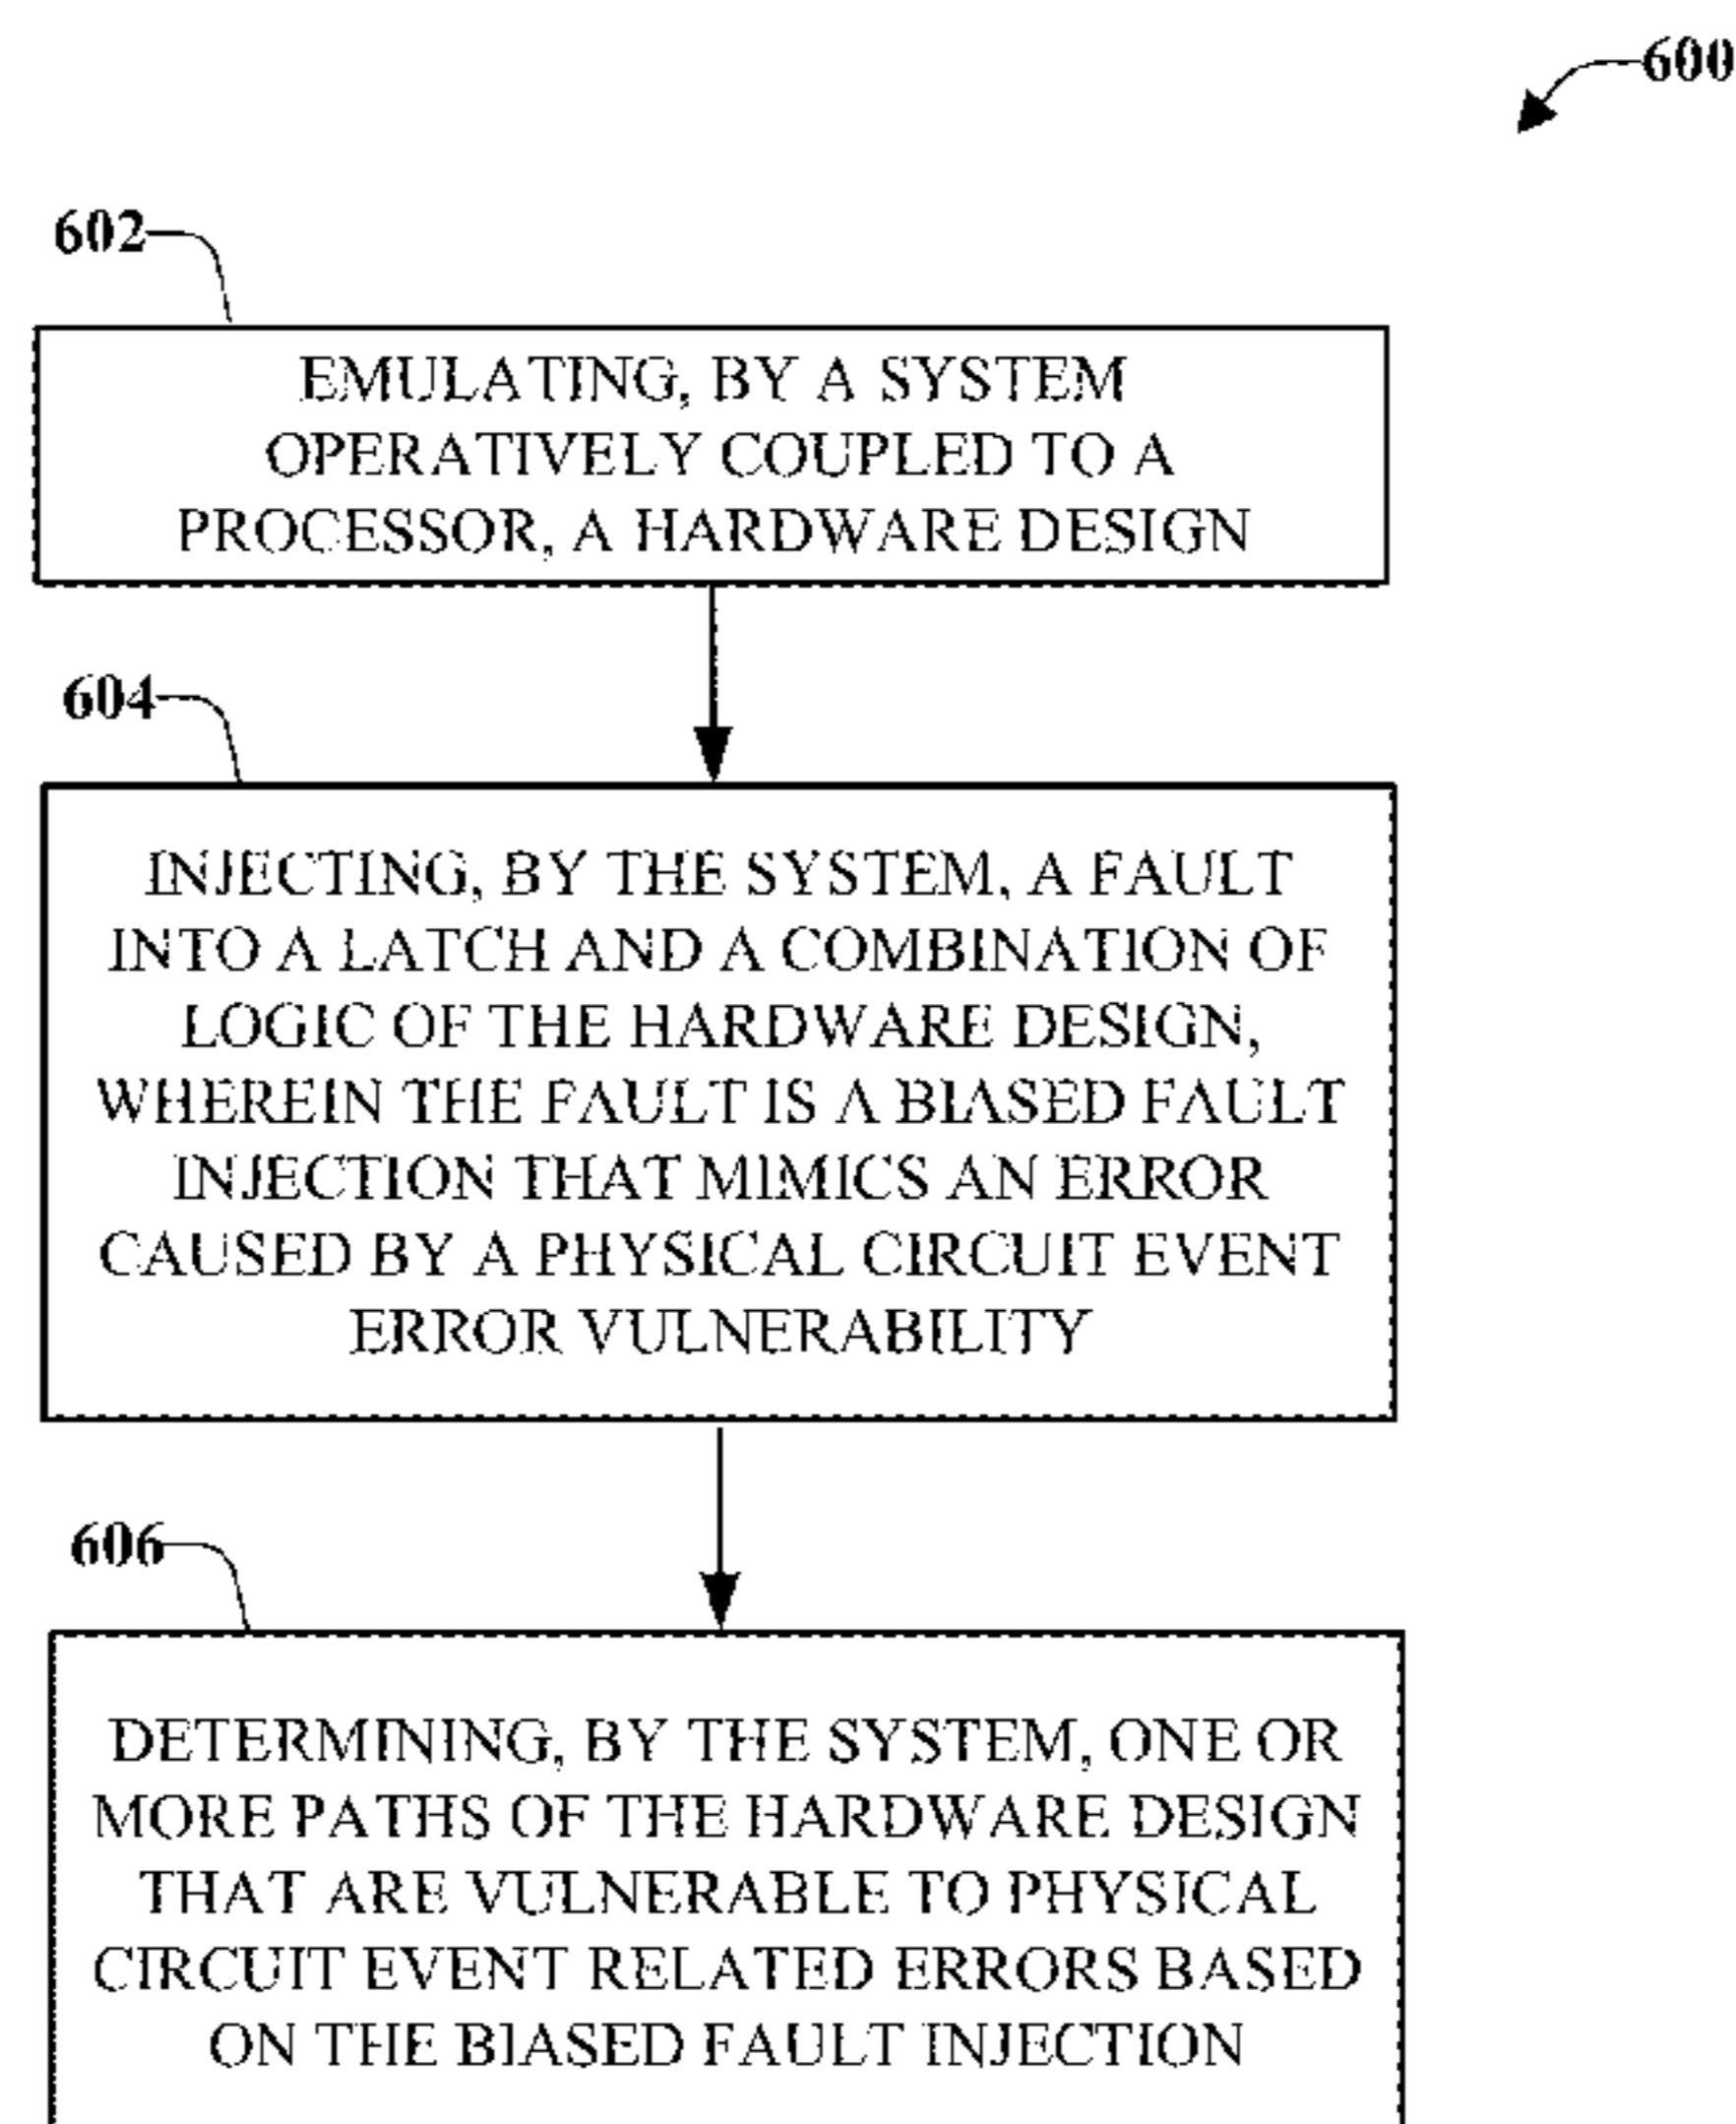 600
602
EMULATING, BY A SYSTEM
OPERATIVELY COUPLED TO A
PROCESSOR, A HARDWARE DESIGN
604
INJECTING, BY THE SYSTEM, A FAULT
INTO A LATCH AND A COMBINATION OF
LOGIC OF THE HARDWARE DESIGN,
WHEREIN THE FAULT IS A BIASED FAULT
INJECTION THAT MIMICS AN ERROR
CAUSED BY A PHYSICAL CIRCUIT EVENT
ERROR VULNERABILITY
606
DETERMINING, BY THE SYSTEM, ONE OR
MORE PATHS OF THE HARDWARE DESIGN
THAT ARE VULNERABLE TO PHYSICAL
CIRCUIT EVENT RELATED ERRORS BASED
ON THE BIASED FAULT INJECTION